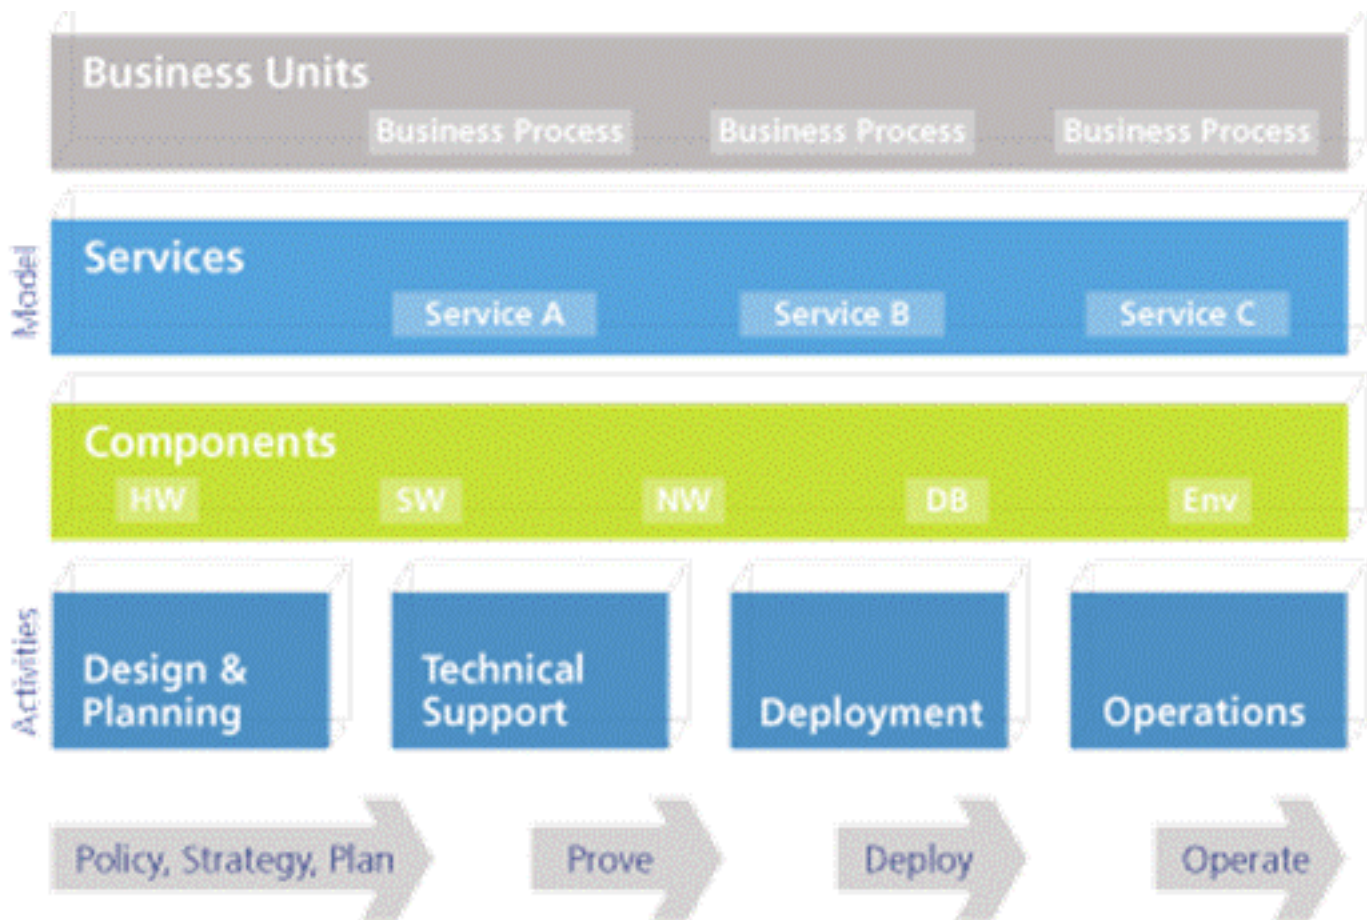 Business Units
Business Process Business Process Business Process
Model
Services
Service A Service B Service C
Components
HW SW NW DB Env
Activities
Design &
Planning
Technical
Support
Deployment
Operations
Policy, Strategy, Plan Prove Deploy Operate